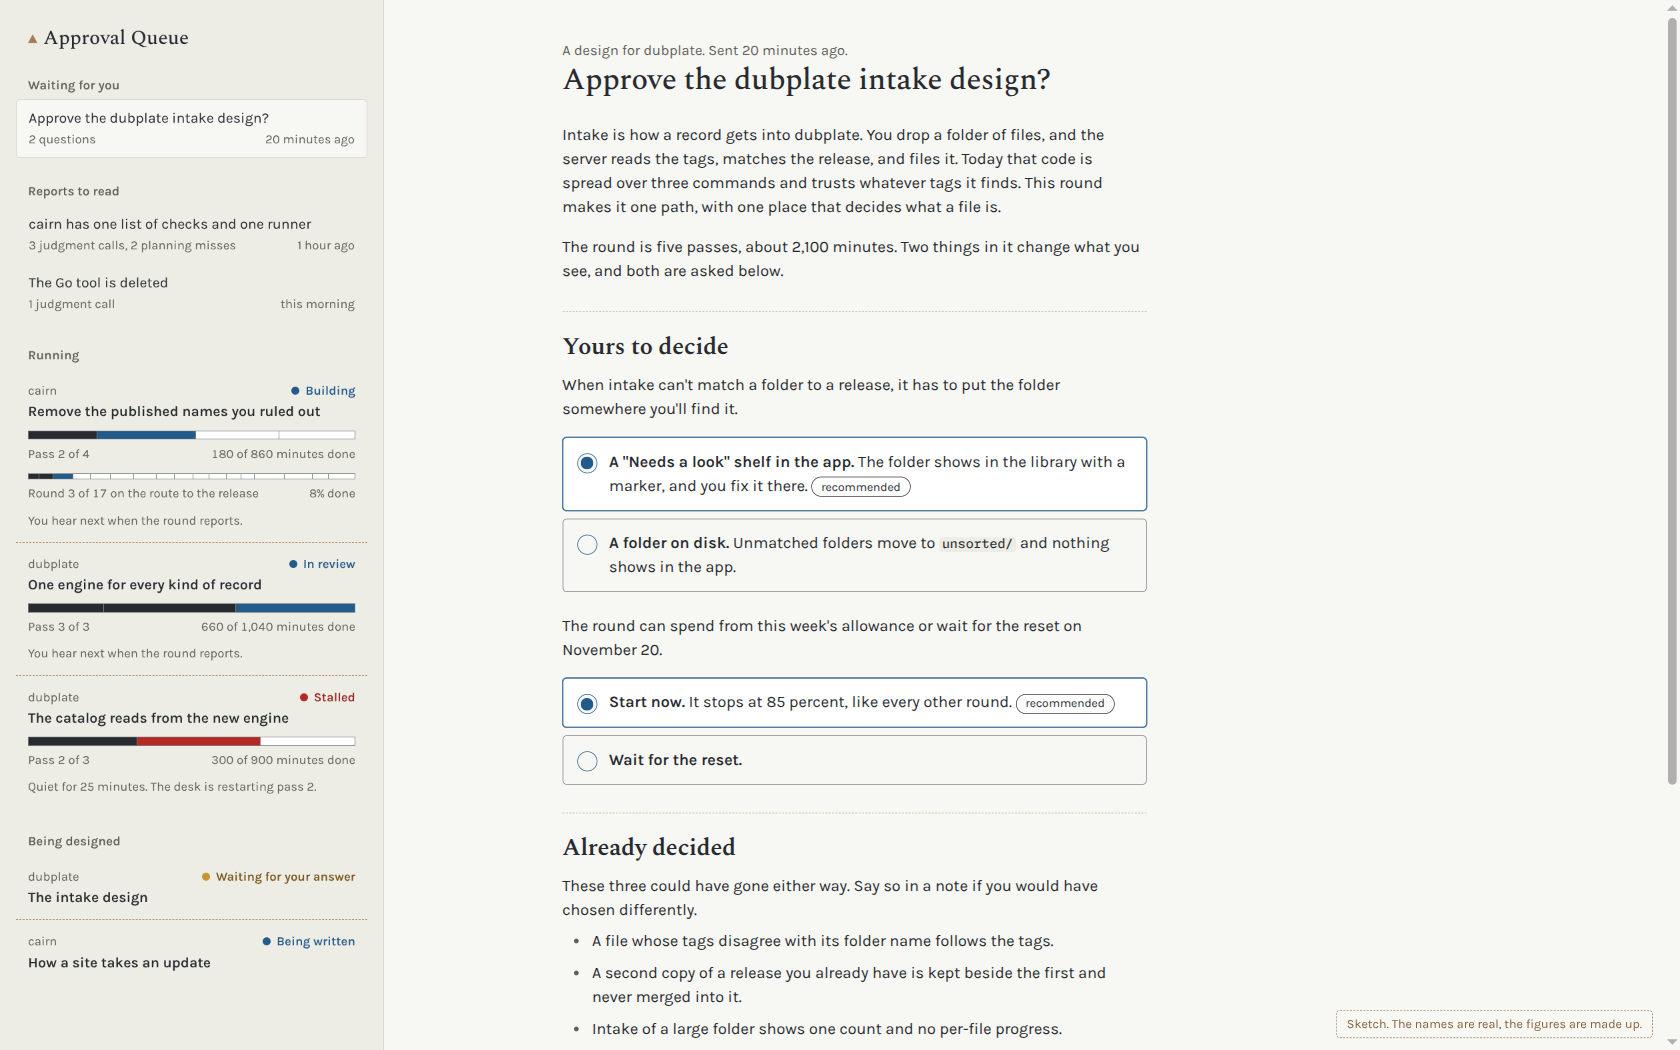 Approval Queue
Waiting for you
Approve the dubplate intake design?
2 questions 20 minutes ago
Reports to read
cairn has one list of checks and one runner
3 judgment calls, 2 planning misses 1 hour ago
The Go tool is deleted
1 judgment call this morning
Running
cairn Building
Remove the published names you ruled out
Pass 2 of 4 180 of 860 minutes done
Round 3 of 17 on the route to the release 8% done
You hear next when the round reports.
dubplate In review
One engine for every kind of record
Pass 3 of 3 660 of 1,040 minutes done
You hear next when the round reports.
dubplate Stalled
The catalog reads from the new engine
Pass 2 of 3 300 of 900 minutes done
Quiet for 25 minutes. The desk is restarting pass 2.
Being designed
dubplate Waiting for your answer
The intake design
cairn Being written
How a site takes an update
A design for dubplate. Sent 20 minutes ago.
Approve the dubplate intake design?
Intake is how a record gets into dubplate. You drop a folder of files, and the
server reads the tags, matches the release, and files it. Today that code is
spread over three commands and trusts whatever tags it finds. This round
makes it one path, with one place that decides what a file is.
The round is five passes, about 2,100 minutes. Two things in it change what you
see, and both are asked below.
Yours to decide
When intake can't match a folder to a release, it has to put the folder
somewhere you'll find it.
A "Needs a look" shelf in the app. The folder shows in the library with a
marker, and you fix it there. recommended
A folder on disk. Unmatched folders move to unsorted/ and nothing
shows in the app.
The round can spend from this week's allowance or wait for the reset on
November 20.
Start now. It stops at 85 percent, like every other round. recommended
Wait for the reset.
Already decided
These three could have gone either way. Say so in a note if you would have
chosen differently.
• A file whose tags disagree with its folder name follows the tags.
• A second copy of a release you already have is kept beside the first and
never merged into it.
• Intake of a large folder shows one count and no per-file progress.
Sketch. The names are real, the figures are made up.